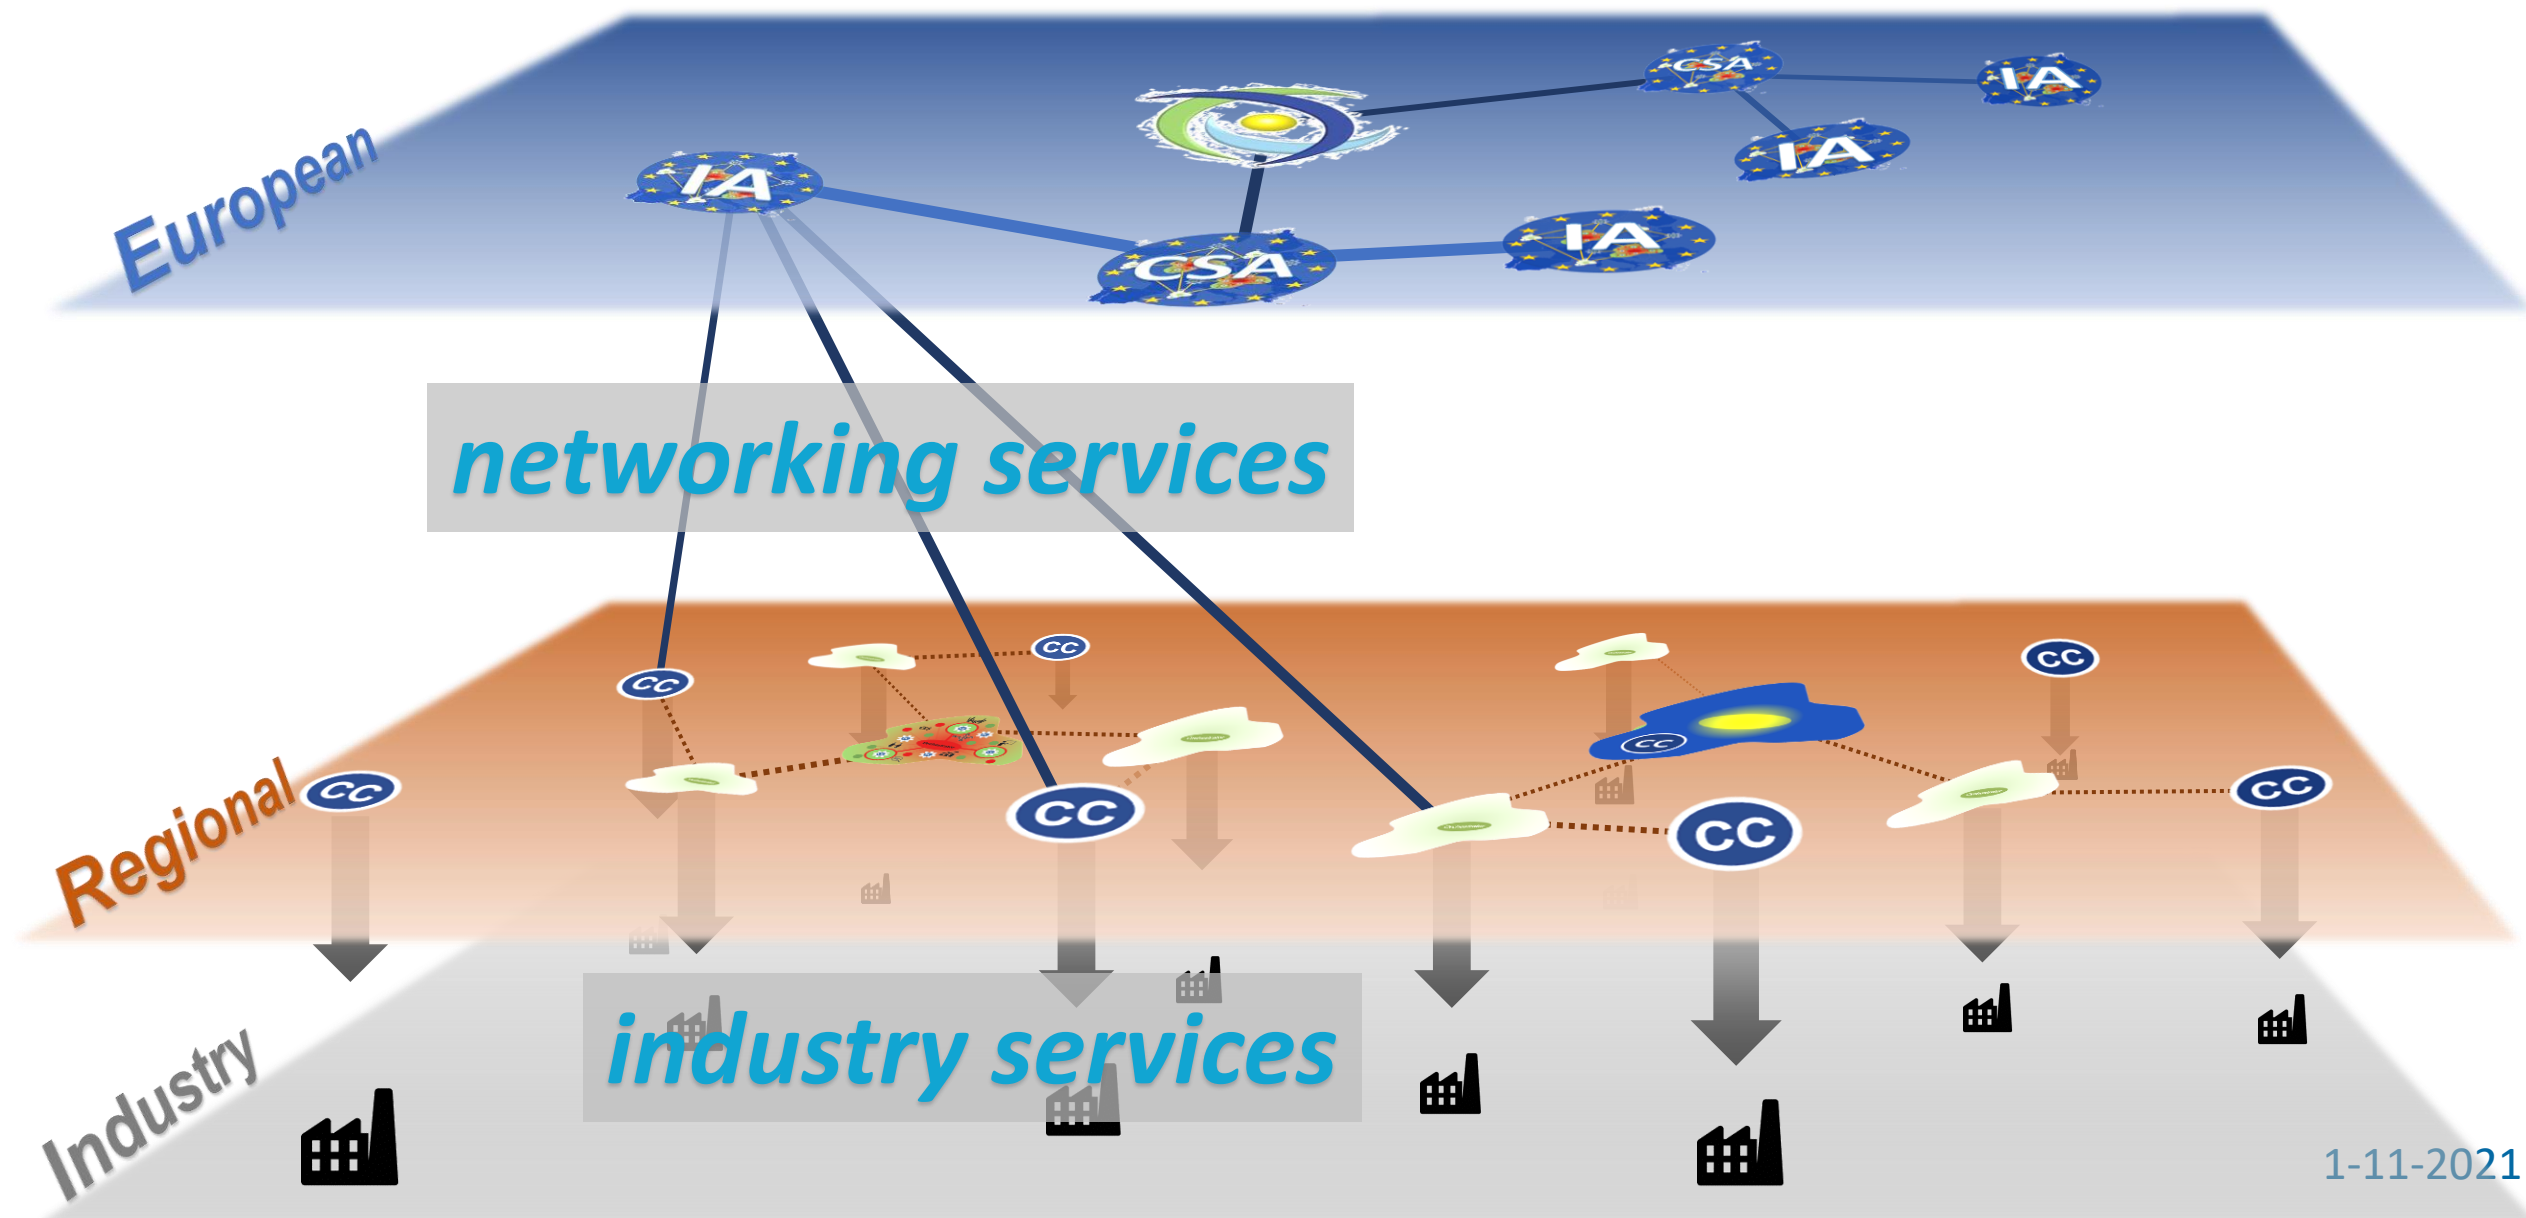 European
CSA
IA
IA
IA
IA
CSA
networking services
Regional
CC
CC
CC
CC
CC
CC
CC
CC
Industry
industry services
1-11-2021